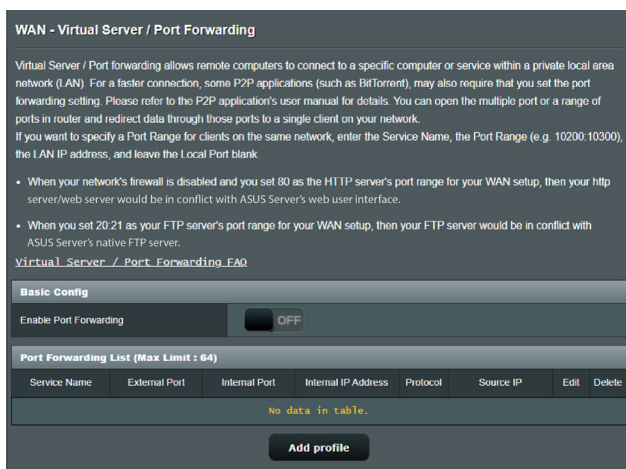 WAN - Virtual Server / Port Forwarding
Virtual Server / Port forwarding allows remote computers to connect to a specific computer or service within a private local area
network (LAN). For a faster connection, some P2P applications (such as BitTorrent), may also require that you set the port
forwarding setting. Please refer to the P2P application's user manual for details. You can open the multiple port or a range of
ports in router and redirect data through those ports to a single client on your network.
If you want to specify a Port Range for clients on the same network, enter the Service Name, the Port Range (e.g. 10200:10300),
the LAN IP address, and leave the Local Port blank.
• When your network's firewall is disabled and you set 80 as the HTTP server's port range for your WAN setup, then your http
server/web server would be in conflict with ASUS Server's web user interface.
• When you set 20:21 as your FTP server's port range for your WAN setup, then your FTP server would be in conflict with
ASUS Server's native FTP server.
Virtual Server / Port Forwarding FAQ
Basic Config
Enable Port Forwarding OFF
Port Forwarding List (Max Limit : 64)
Service Name External Port Internal Port Internal IP Address Protocol Source IP Edit Delete
No data in table.
Add profile